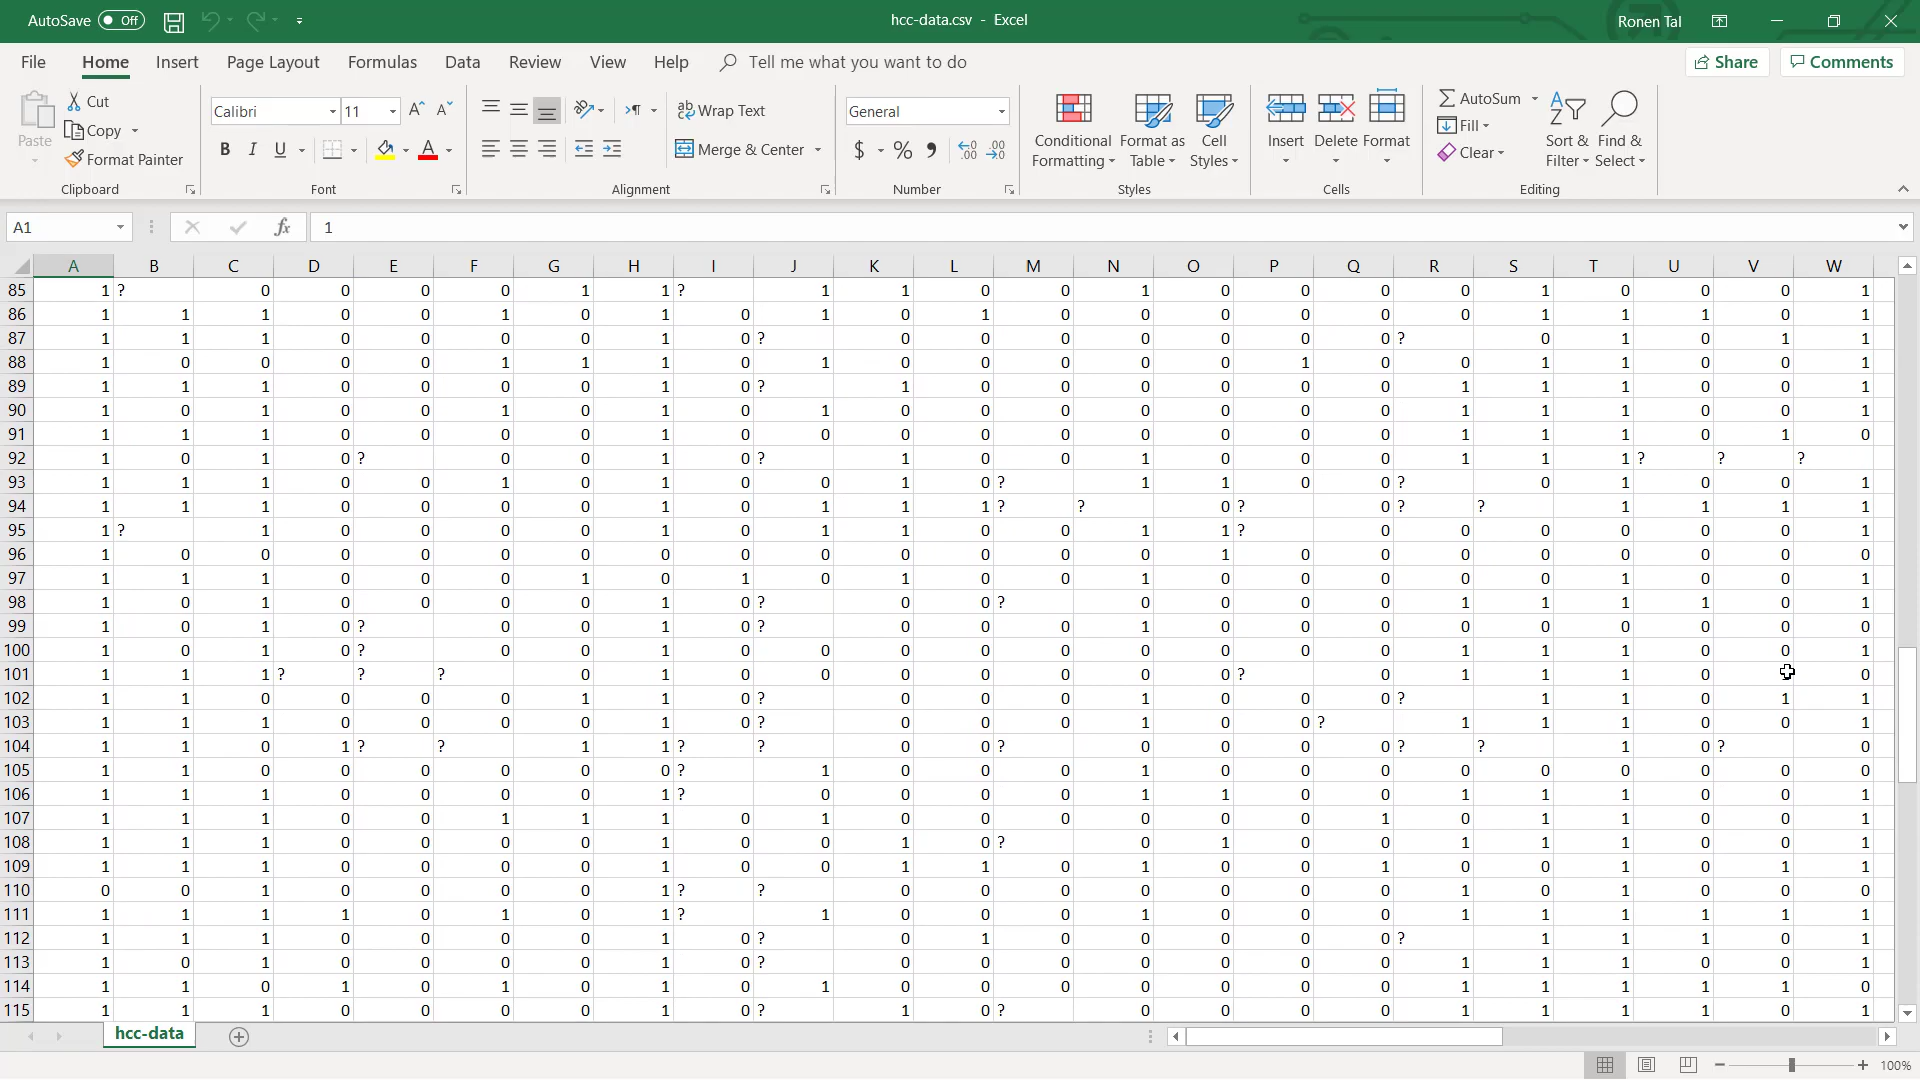 AutoSave Off hcc-data.csv - Excel Ronen Tal
File Home Insert Page Layout Formulas Data Review View Help Tell me what you want to do Share Comments
Cut Calibri 11 Wrap Text General AutoSum
Copy Fill
Paste Format Painter B I U Merge & Center $ % , Conditional Formatting Format as Table Cell Styles Insert Delete Format Clear Sort & Filter Find & Select
Clipboard Font Alignment Number Styles Cells Editing
A1 fx 1
A B C D E F G H I J K L M N O P Q R S T U V W
85 1 ? 0 0 0 0 1 1 ? 1 1 0 0 1 0 0 0 0 1 0 0 0 1
86 1 1 1 0 0 1 0 1 0 1 0 1 0 0 0 0 0 0 1 1 1 0 1
87 1 1 1 0 0 0 0 1 0 ? 0 0 0 0 0 0 0 ? 0 1 0 1 1
88 1 0 0 0 0 1 1 1 0 1 0 0 0 0 0 1 0 0 1 1 0 0 1
89 1 1 1 0 0 0 0 1 0 ? 1 0 0 0 0 0 0 1 1 1 0 0 1
90 1 0 1 0 0 1 0 1 0 1 0 0 0 0 0 0 0 1 1 1 0 0 1
91 1 1 1 0 0 0 0 1 0 0 0 0 0 0 0 0 0 1 1 1 0 1 0
92 1 0 1 0 ? 0 0 1 0 ? 1 0 0 1 0 0 0 1 1 1 ? ? ?
93 1 1 1 0 0 1 0 1 0 0 1 0 ? 1 1 0 0 ? 0 1 0 0 1
94 1 1 1 0 0 0 0 1 0 1 1 1 ? ? 0 ? 0 ? ? 1 1 1 1
95 1 ? 1 0 0 0 0 1 0 1 1 0 0 1 1 ? 0 0 0 0 0 0 1
96 1 0 0 0 0 0 0 0 0 0 0 0 0 0 1 0 0 0 0 0 0 0 0
97 1 1 1 0 0 0 1 0 1 0 1 0 0 1 0 0 0 0 0 1 0 0 1
98 1 0 1 0 0 0 0 1 0 ? 0 0 ? 0 0 0 0 1 1 1 1 0 1
99 1 0 1 0 ? 0 0 1 0 ? 0 0 0 1 0 0 0 0 0 0 0 0 0
100 1 0 1 0 ? 0 0 1 0 0 0 0 0 0 0 0 0 1 1 1 0 0 1
101 1 1 1 ? ? ? 0 1 0 0 0 0 0 0 0 ? 0 1 1 1 0 0
102 1 1 0 0 0 0 1 1 0 ? 0 0 0 1 0 0 0 ? 1 1 0 1 1
103 1 1 1 0 0 0 0 1 0 ? 0 0 0 1 0 0 ? 1 1 1 0 0 1
104 1 1 0 1 ? ? 1 1 ? ? 0 0 ? 0 0 0 0 ? ? 1 0 ? 0
105 1 1 0 0 0 0 0 0 ? 1 0 0 0 1 0 0 0 0 0 0 0 0 0
106 1 1 1 0 0 0 0 1 ? 0 0 0 0 1 1 0 0 1 1 1 0 0 1
107 1 1 1 0 0 1 1 1 0 1 0 0 0 0 0 0 1 0 1 1 0 0 1
108 1 1 1 0 0 0 0 1 0 0 1 0 ? 0 1 0 0 1 1 1 0 0 1
109 1 1 1 0 0 0 0 1 0 0 1 1 0 1 0 0 1 0 0 1 0 1 1
110 0 0 1 0 0 0 0 1 ? ? 0 0 0 0 0 0 0 1 0 1 0 0 0
111 1 1 1 1 0 1 0 1 ? 1 0 0 0 1 0 0 0 1 1 1 1 1 1
112 1 1 1 0 0 0 0 1 0 ? 0 1 0 0 0 0 0 ? 1 1 1 0 1
113 1 0 1 0 0 0 0 1 0 ? 0 0 0 0 0 0 0 1 1 1 0 0 1
114 1 1 0 1 0 1 0 1 0 1 0 0 0 0 0 0 0 1 1 1 1 1 0
115 1 1 1 0 0 0 0 1 0 ? 1 0 ? 0 0 0 0 1 1 1 1 0 1
hcc-data
100%